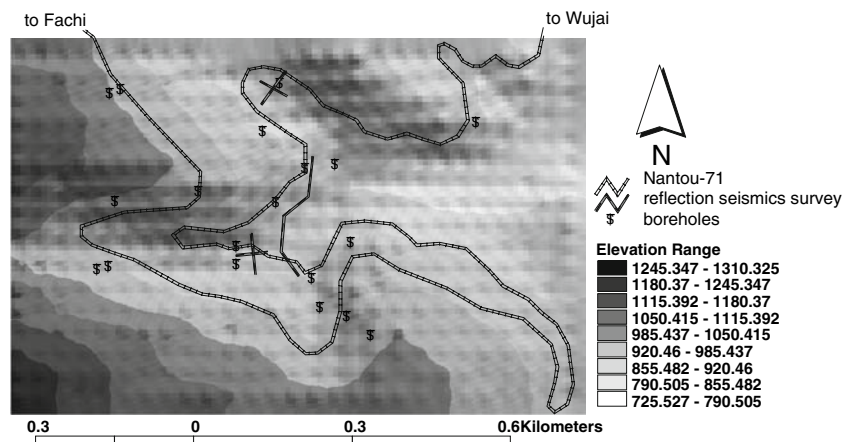 to Fachi
to Wujai
N
Nantou-71
reflection seismics survey
boreholes
Elevation Range
1245.347 - 1310.325
1180.37 - 1245.347
1115.392 - 1180.37
1050.415 - 1115.392
985.437 - 1050.415
920.46 - 985.437
855.482 - 920.46
790.505 - 855.482
725.527 - 790.505
0.3 0 0.3 0.6Kilometers